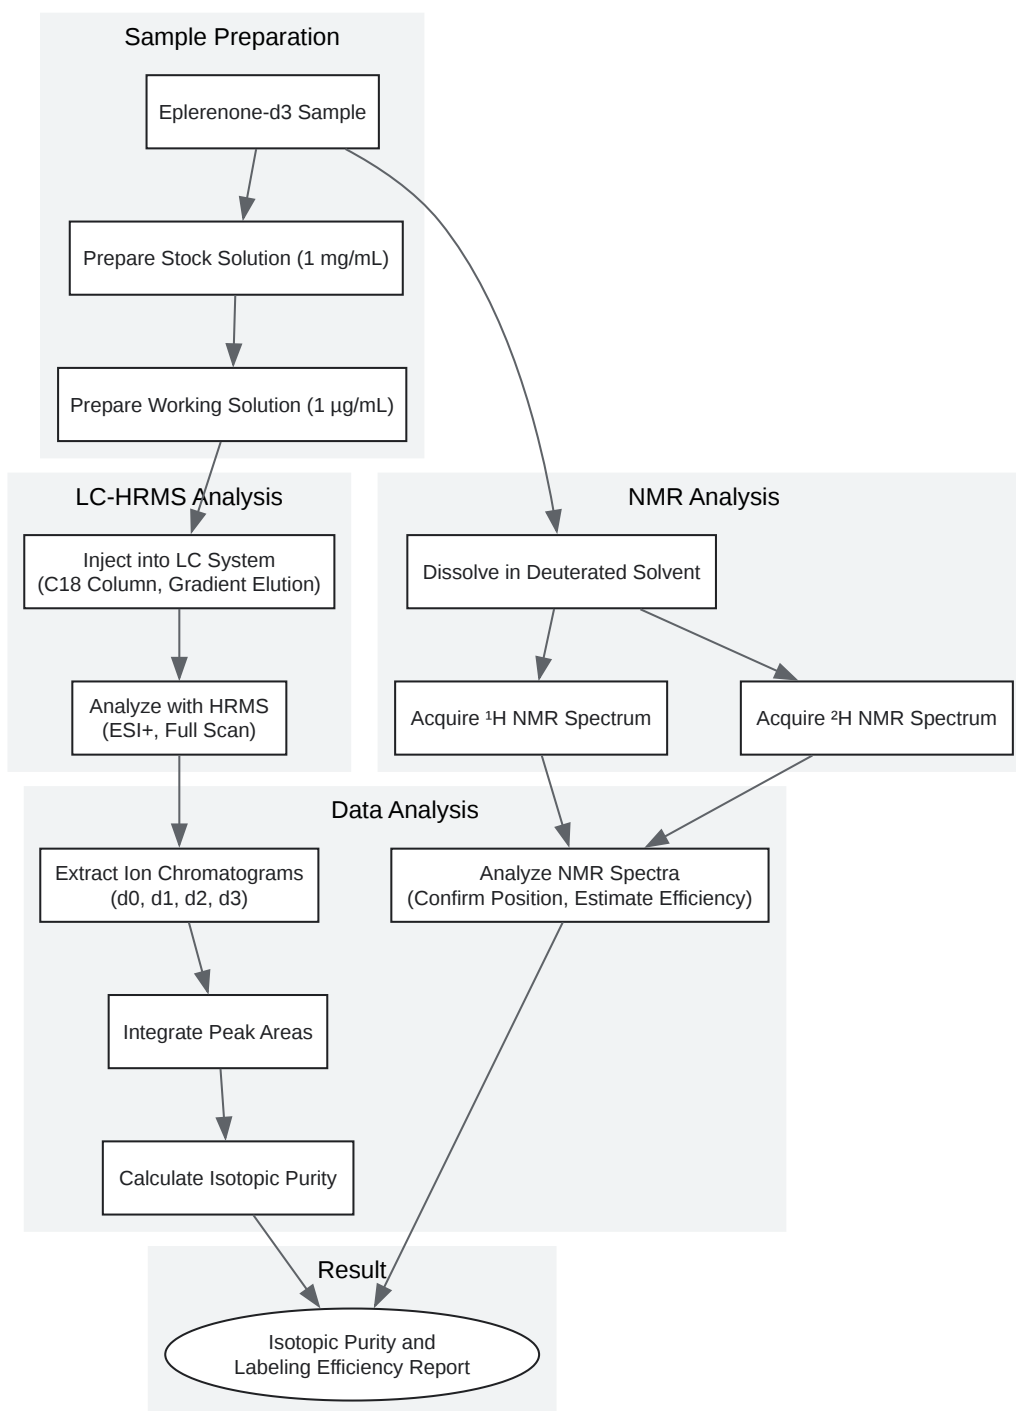 Sample Preparation
Eplerenone-d3 Sample
Prepare Stock Solution (1 mg/mL)
Prepare Working Solution (1 µg/mL)
LC-HRMS Analysis
Inject into LC System
(C18 Column, Gradient Elution)
Analyze with HRMS
(ESI+, Full Scan)
NMR Analysis
Dissolve in Deuterated Solvent
Acquire ¹H NMR Spectrum
Acquire ²H NMR Spectrum
Data Analysis
Extract Ion Chromatograms
(d0, d1, d2, d3)
Analyze NMR Spectra
(Confirm Position, Estimate Efficiency)
Integrate Peak Areas
Calculate Isotopic Purity
Result
Isotopic Purity and
Labeling Efficiency Report